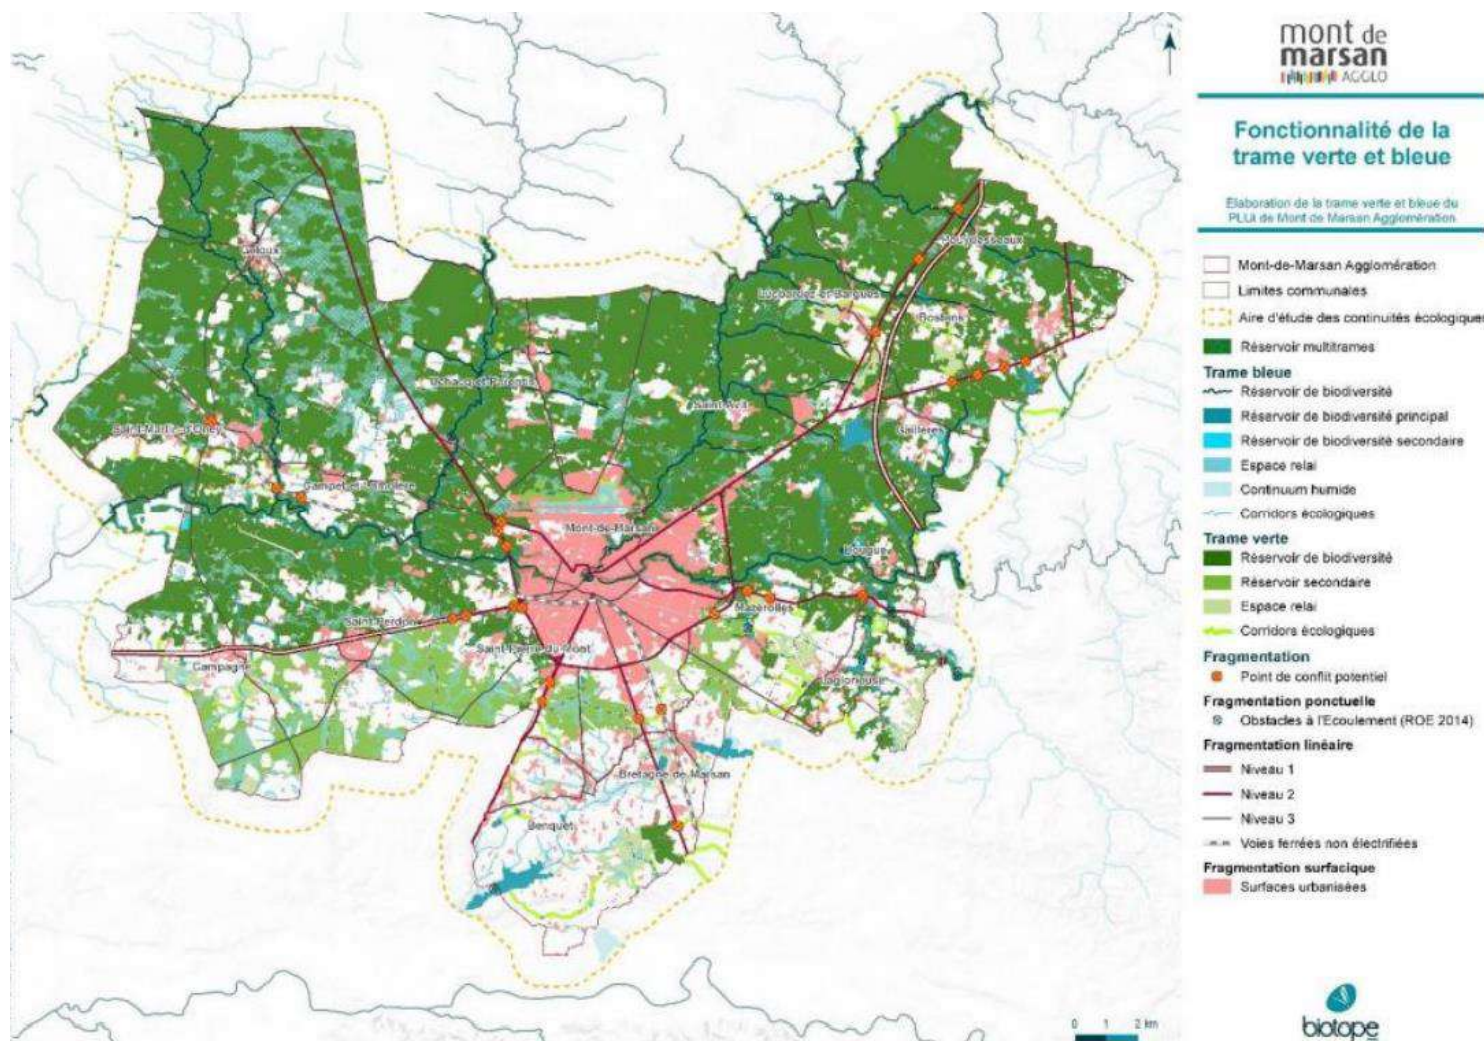 mont de
marsan
AGGLO
Fonctionnalité de la
trame verte et bleue
Elaboration de la trame verte et bleue du
PLUi de Mont de Marsan Agglomération
Mont-de-Marsan Agglomération
Limites communales
Aire d'étude des continuités écologiques
Réservoir multitrames
Trame bleue
Réservoir de biodiversité
Réservoir de biodiversité principal
Réservoir de biodiversité secondaire
Espace relai
Continuum humide
Corridors écologiques
Trame verte
Réservoir de biodiversité
Réservoir secondaire
Espace relai
Corridors écologiques
Fragmentation
Point de conflit potentiel
Fragmentation ponctuelle
Obstacles à l'Ecoulement (ROE 2014)
Fragmentation linéaire
Niveau 1
Niveau 2
Niveau 3
Voies ferrées non électrifiées
Fragmentation surfacique
Surfaces urbanisées
biotope
0 1 2 km
Geloux
Pouydesseaux
Lucbardez-et-Bargues
Bostens
Uchacq-et-Parentis
Saint-Avit
Gaillères
Campet-et-Lamolère
Mont-de-Marsan
Bougue
Mazerolles
Saint-Perdon
Saint-Pierre-du-Mont
Campagne
Laglorieuse
Bretagne-de-Marsan
Benquet